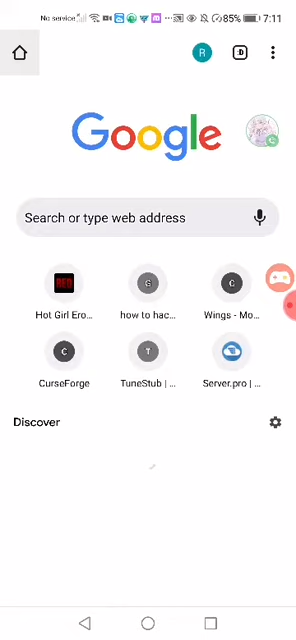 No service 85% 7:11
R :D
Google
Search or type web address
RED G C
Hot Girl Ero... how to hac... Wings - Mo...
C T
CurseForge TuneStub | ... Server.pro | ...
Discover